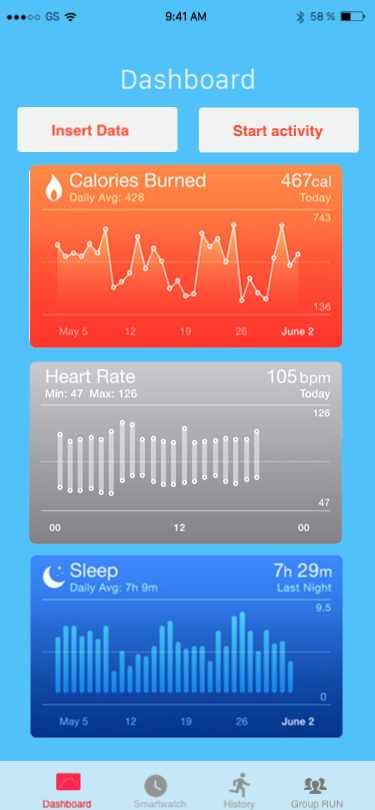 GS 9:41 AM 58 %
Dashboard
Insert Data Start activity
Calories Burned 467cal
Daily Avg: 428 Today
743
136
May 5 12 19 26 June 2
Heart Rate 105 bpm
Min: 47 Max: 126 Today
126
47
00 12 00
Sleep 7h 29m
Daily Avg: 7h 9m Last Night
9.5
0
May 5 12 19 26 June 2
Dashboard Smartwatch History Group RUN